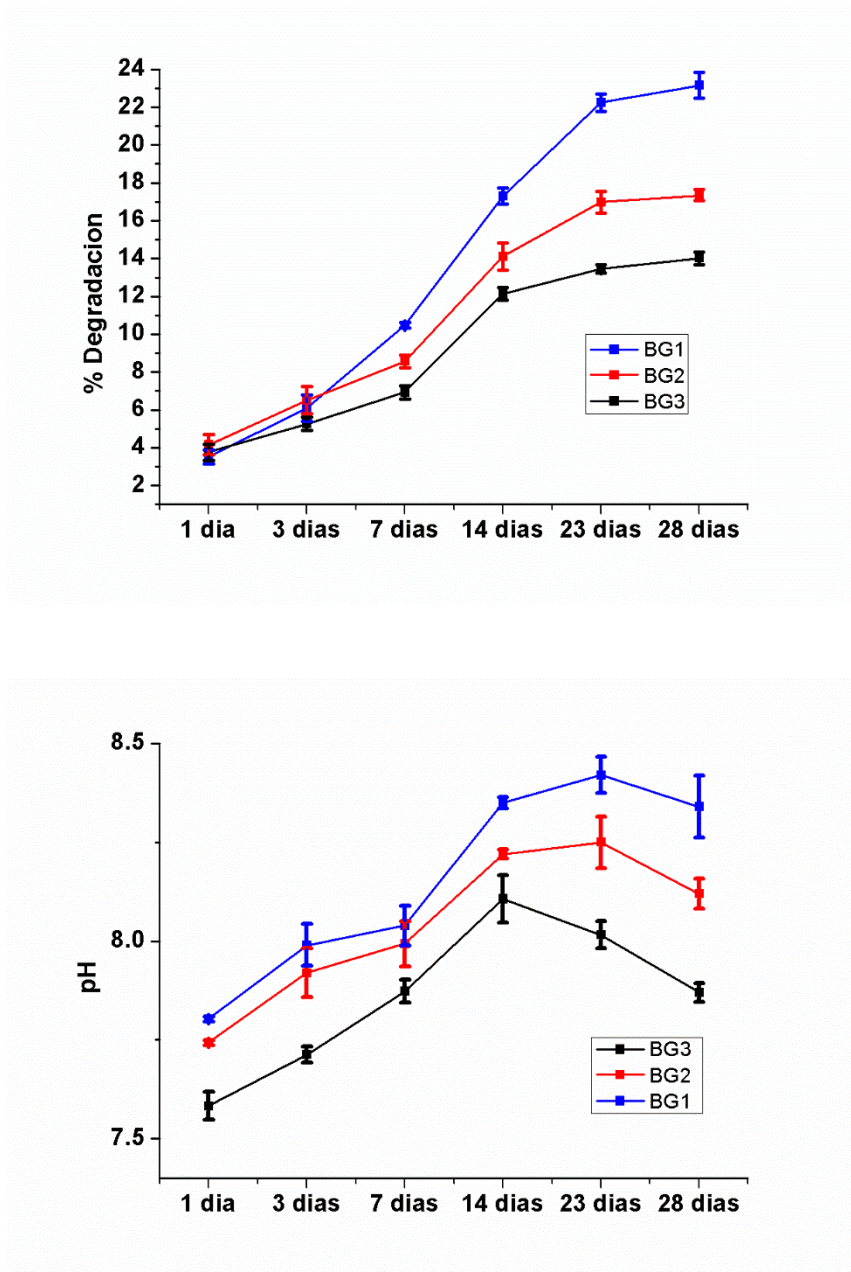 24
22
20
18
16
14
12
10
8
6
4
2
% Degradacion
BG1
BG2
BG3
1 dia 3 dias 7 dias 14 dias 23 dias 28 dias
8.5
8.0
7.5
pH
BG3
BG2
BG1
1 dia 3 dias 7 dias 14 dias 23 dias 28 dias